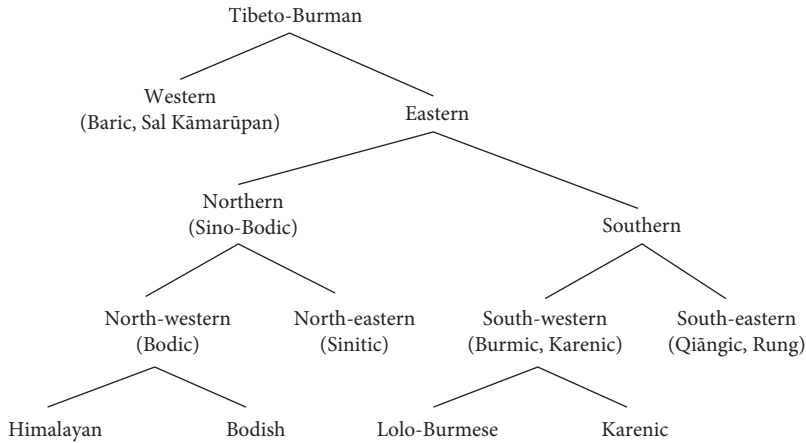 Tibeto-Burman
Western
(Baric, Sal Kāmarūpan)
Eastern
Northern
(Sino-Bodic)
Southern
North-western
(Bodic)
North-eastern
(Sinitic)
South-western
(Burmic, Karenic)
South-eastern
(Qiāngic, Rung)
Himalayan
Bodish
Lolo-Burmese
Karenic